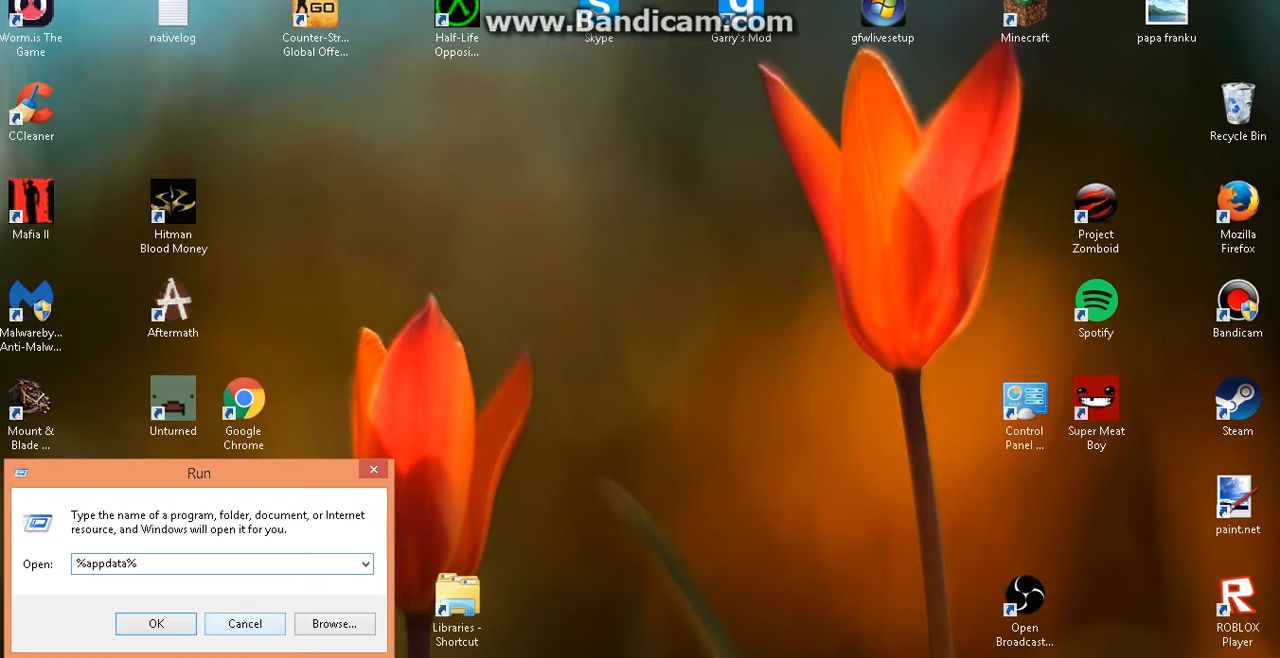 www.Bandicam.com
Worm.is The
Game
nativelog
Counter-Str...
Global Offe...
GO
Half-Life
Opposi...
Skype
Garry's Mod
gfwlivesetup
Minecraft
papa franku
CCleaner
Recycle Bin
Mafia II
Hitman
Blood Money
Project
Zomboid
Mozilla
Firefox
Malwareby...
Anti-Malw...
Aftermath
Spotify
Bandicam
Mount &
Blade ...
Unturned
Google
Chrome
Control
Panel ...
Super Meat
Boy
Steam
Run
Type the name of a program, folder, document, or Internet
resource, and Windows will open it for you.
Open:
%appdata%
OK
Cancel
Browse...
paint.net
Libraries -
Shortcut
Open
Broadcast...
ROBLOX
Player